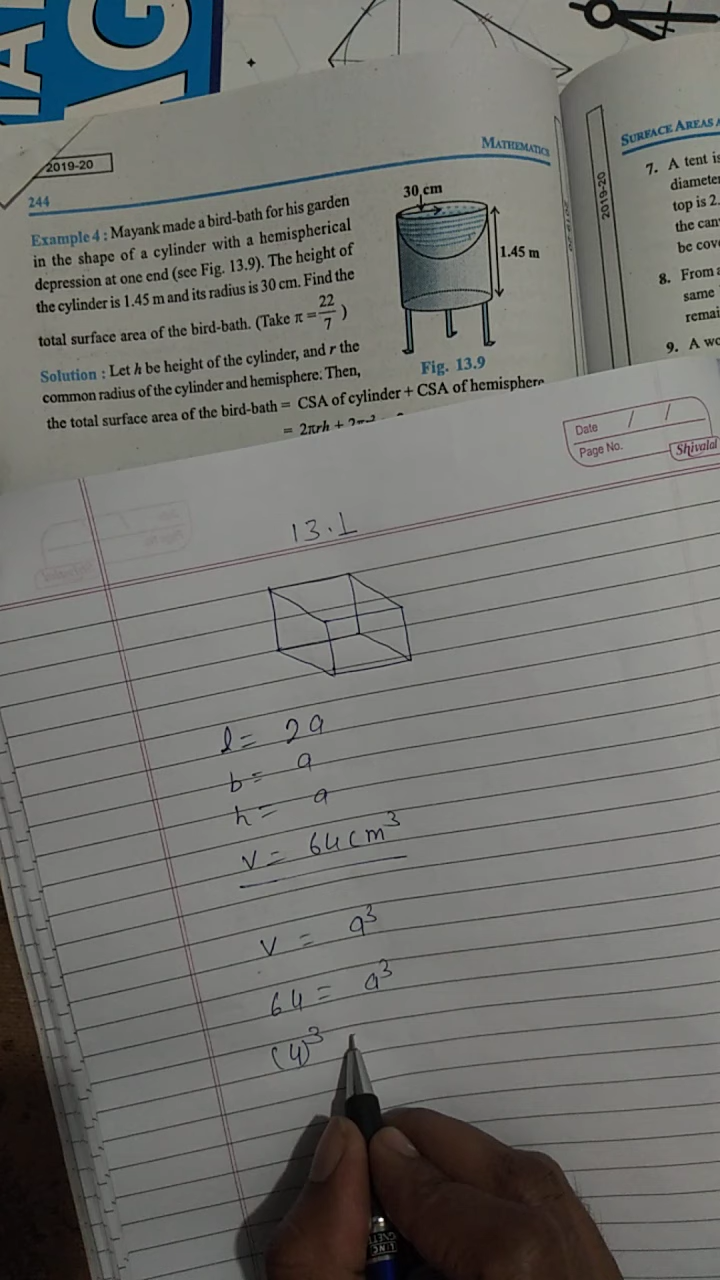 2019-20
MATHEMATICS
244
Example 4 : Mayank made a bird-bath for his garden
in the shape of a cylinder with a hemispherical
depression at one end (see Fig. 13.9). The height of
the cylinder is 1.45 m and its radius is 30 cm. Find the
total surface area of the bird-bath. (Take π = 22/7 )
30 cm
1.45 m
Fig. 13.9
Solution : Let h be height of the cylinder, and r the
common radius of the cylinder and hemisphere. Then,
the total surface area of the bird-bath = CSA of cylinder + CSA of hemisphere
= 2πrh +
SURFACE AREAS
2019-20
7. A tent is
top is 2.
the
be
8. From
same
9. A
Date / /
Page No.
Shivalal
13.1
l = 2a
b = a
h = a
v = 64 cm³
v = a³
64 = a³
(4)³